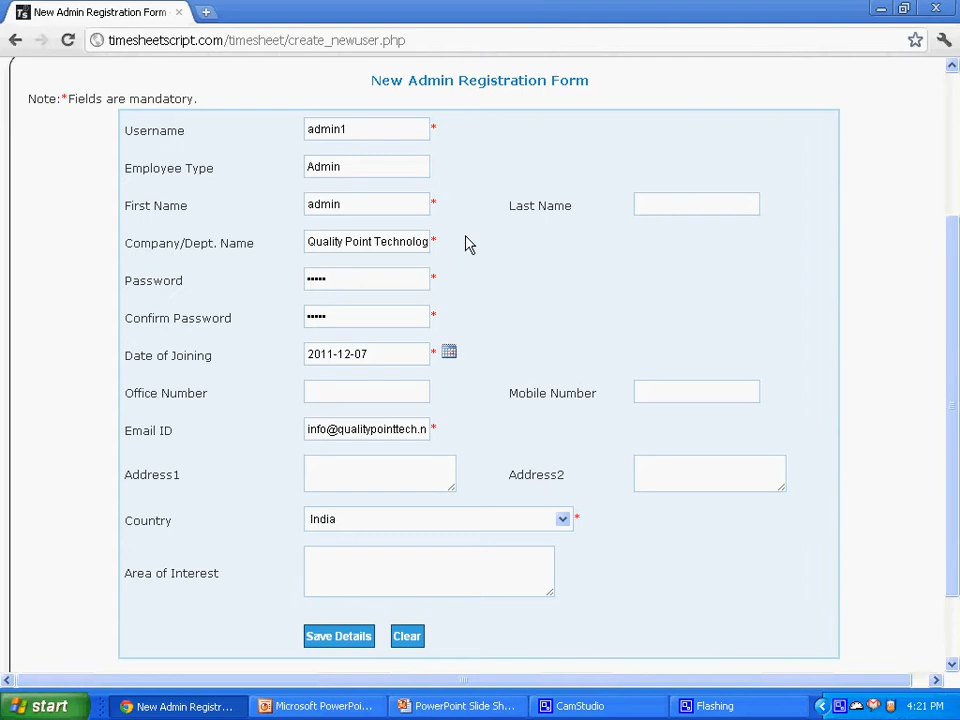 New Admin Registration Form
timesheetscript.com/timesheet/create_newuser.php
New Admin Registration Form
Note:*Fields are mandatory.
Username admin1 *
Employee Type Admin
First Name admin * Last Name
Company/Dept. Name Quality Point Technolog *
Password ••••• *
Confirm Password ••••• *
Date of Joining 2011-12-07 *
Office Number Mobile Number
Email ID info@qualitypointtech.n *
Address1 Address2
Country India *
Area of Interest
Save Details Clear
start New Admin Registr... Microsoft PowerPoi... PowerPoint Slide Sh... CamStudio Flashing 4:21 PM